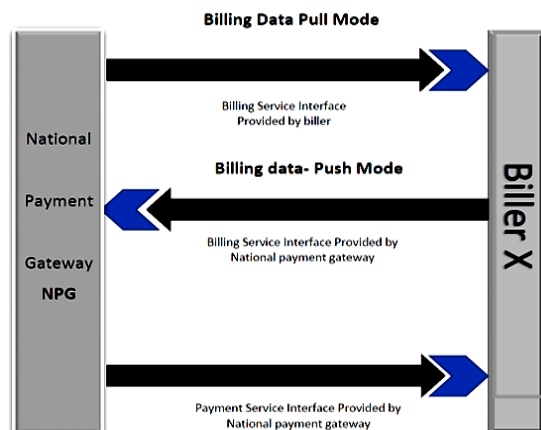 Billing Data Pull Mode
Billing Service Interface
Provided by biller
National
Payment
Gateway
NPG
Billing data- Push Mode
Billing Service Interface Provided by
National payment gateway
Biller X
Payment Service Interface Provided by
National payment gateway